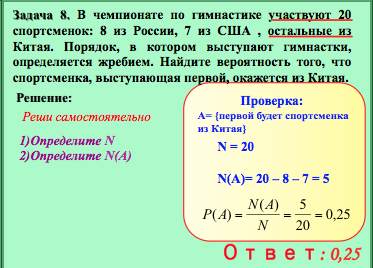 Задача 8. В чемпионате по гимнастике участвуют 20
спортсменок: 8 из России, 7 из США , остальные из
Китая. Порядок, в котором выступают гимнастки,
определяется жребием. Найдите вероятность того, что
спортсменка, выступающая первой, окажется из Китая.
Решение:
Реши самостоятельно
1)Определите N
2)Определите N(A)
Проверка:
A= {первой будет спортсменка
из Китая}
N = 20
N(A)= 20 – 8 – 7 = 5
P(A) = N(A)/N = 5/20 = 0,25
Ответ: 0,25